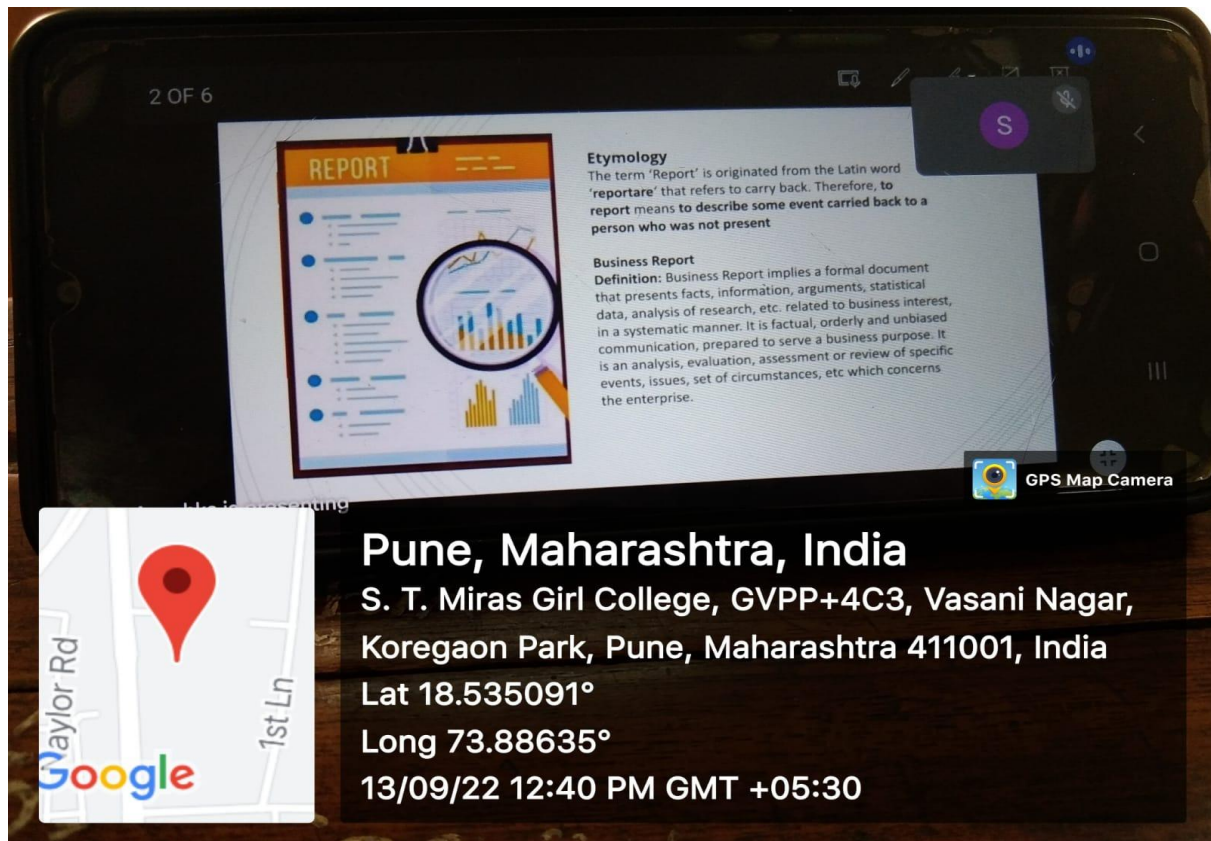 2 OF 6
S
REPORT
Etymology
The term 'Report' is originated from the Latin word
'reportare' that refers to carry back. Therefore, to
report means to describe some event carried back to a
person who was not present
Business Report
Definition: Business Report implies a formal document
that presents facts, information, arguments, statistical
data, analysis of research, etc. related to business interest,
in a systematic manner. It is factual, orderly and unbiased
communication, prepared to serve a business purpose. It
is an analysis, evaluation, assessment or review of specific
events, issues, set of circumstances, etc which concerns
the enterprise.
is presenting
GPS Map Camera
Pune, Maharashtra, India
S. T. Miras Girl College, GVPP+4C3, Vasani Nagar,
Koregaon Park, Pune, Maharashtra 411001, India
Lat 18.535091°
Long 73.88635°
13/09/22 12:40 PM GMT +05:30
aylor Rd
1st Ln
Google